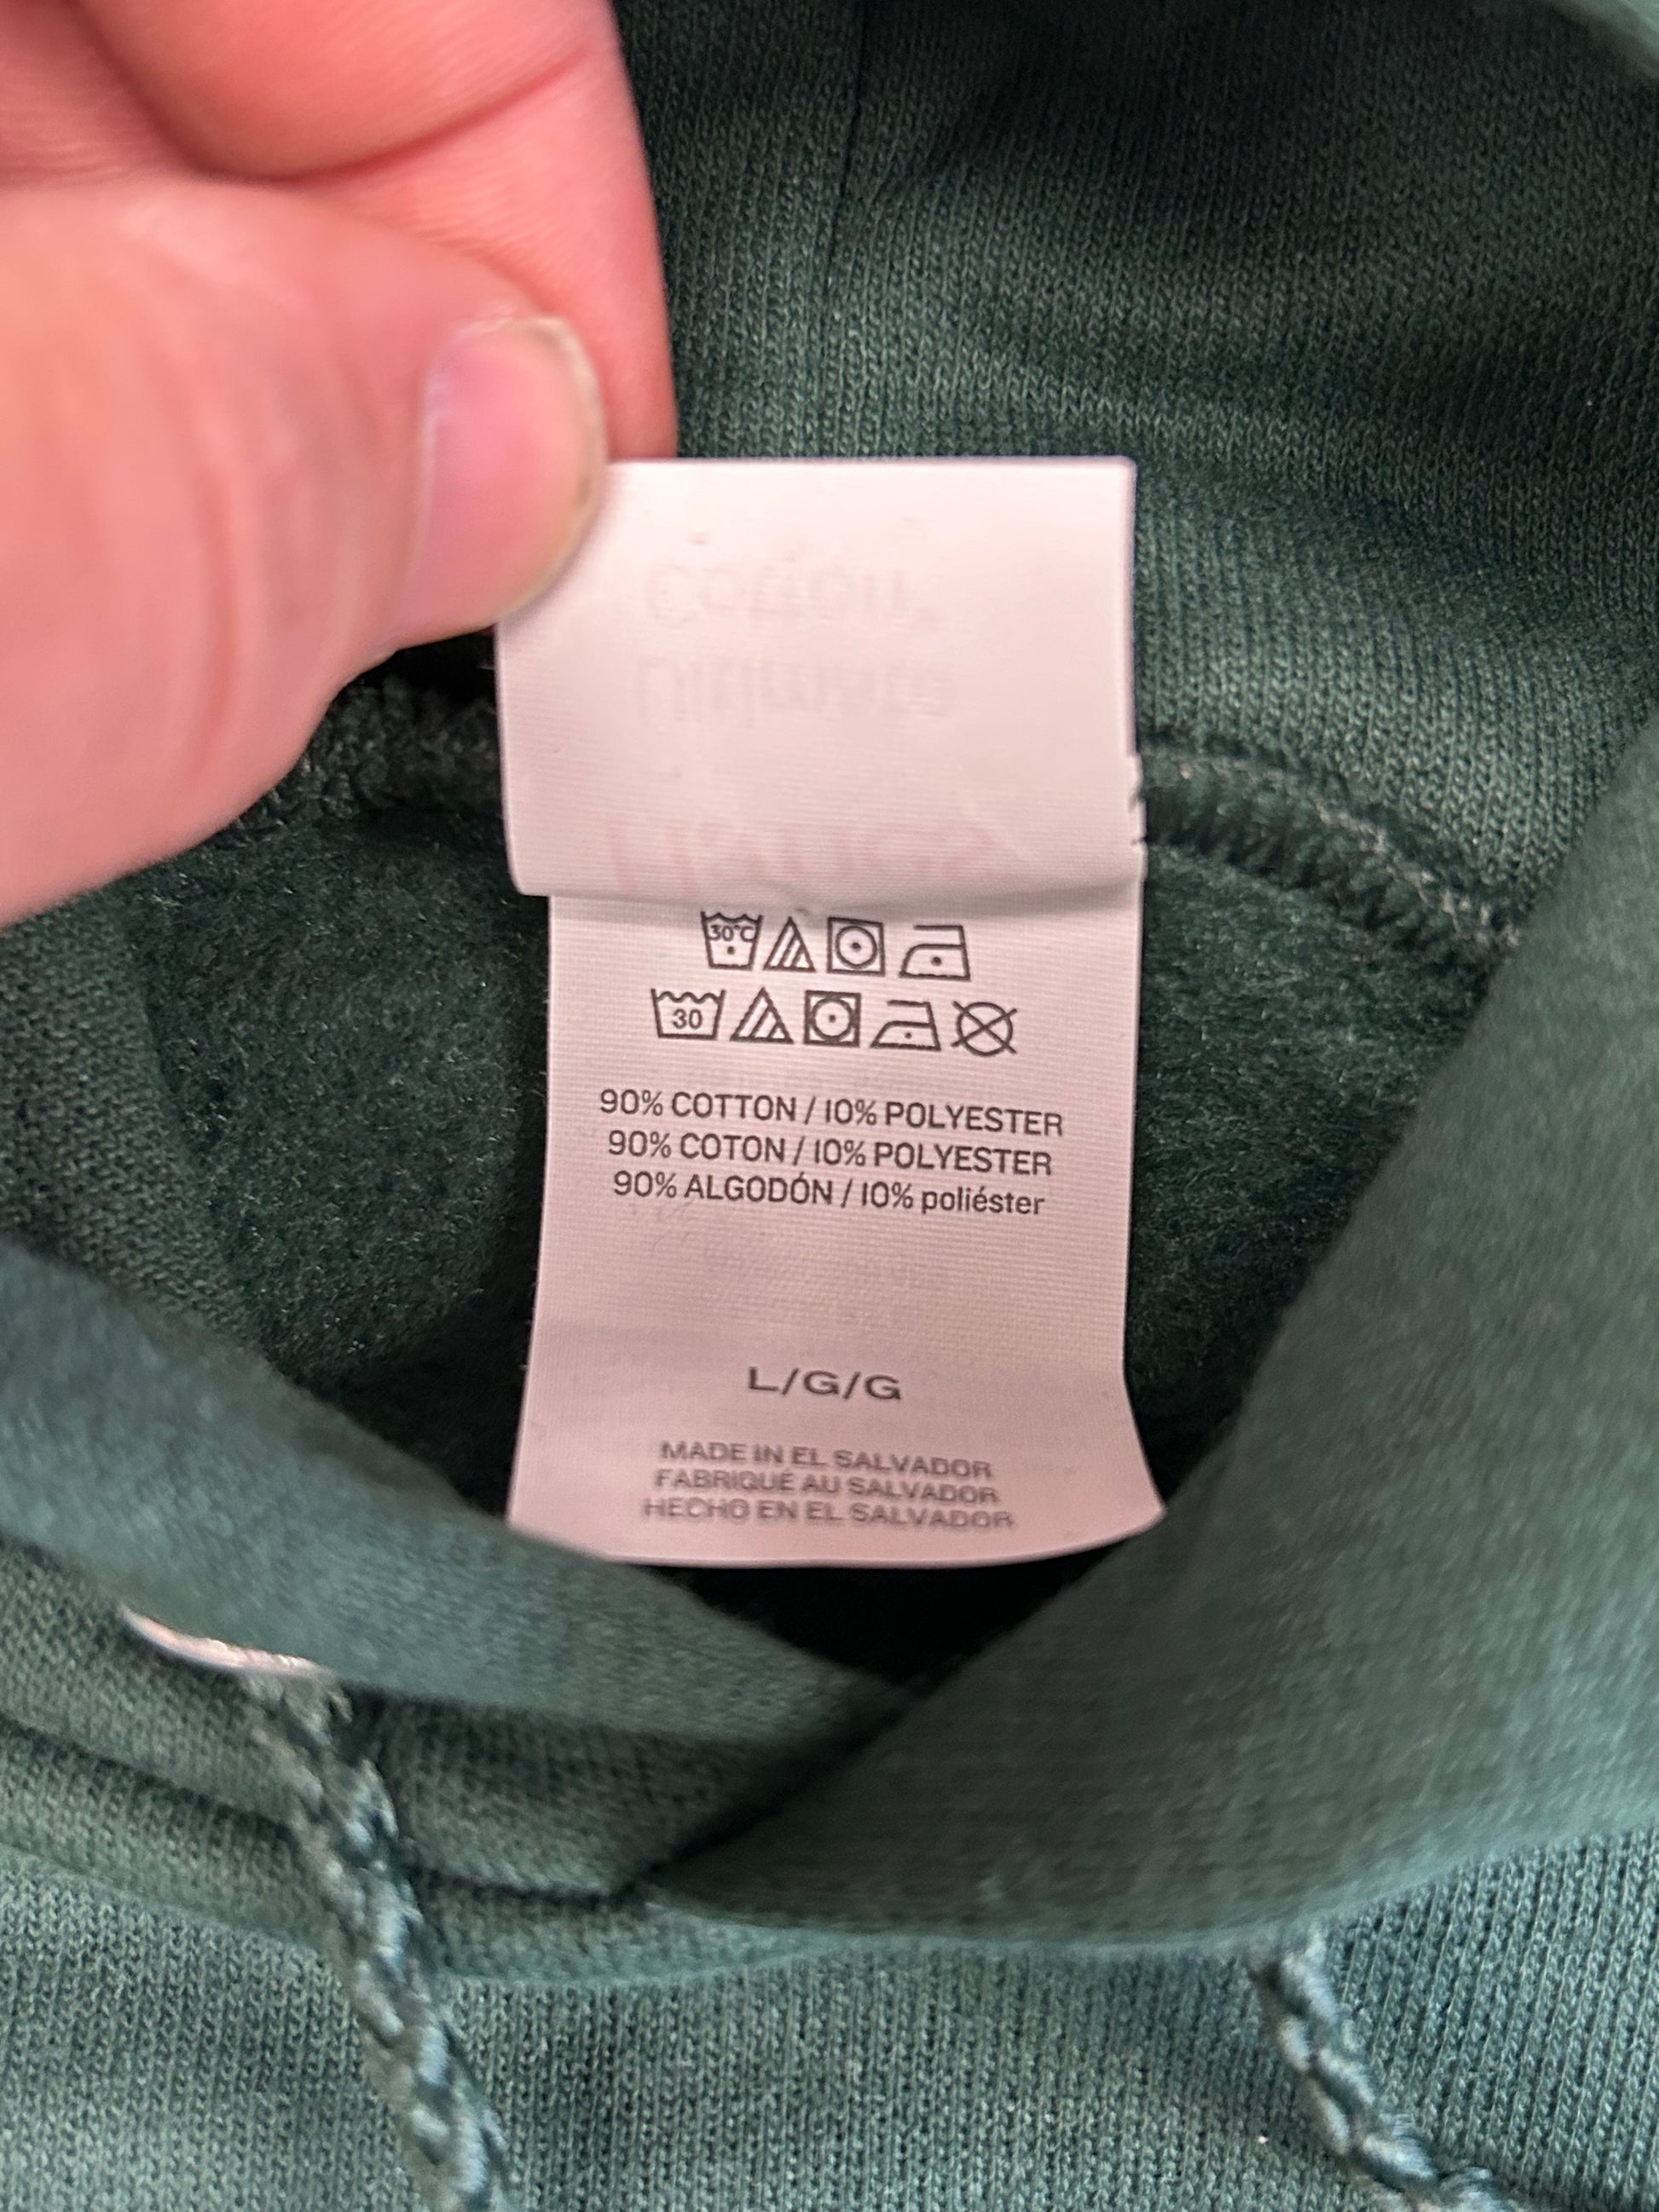 30°C
30
90% COTTON / 10% POLYESTER
90% COTON / 10% POLYESTER
90% ALGODÓN / 10% poliéster
L/G/G
MADE IN EL SALVADOR
FABRIQUÉ AU SALVADOR
HECHO EN EL SALVADOR